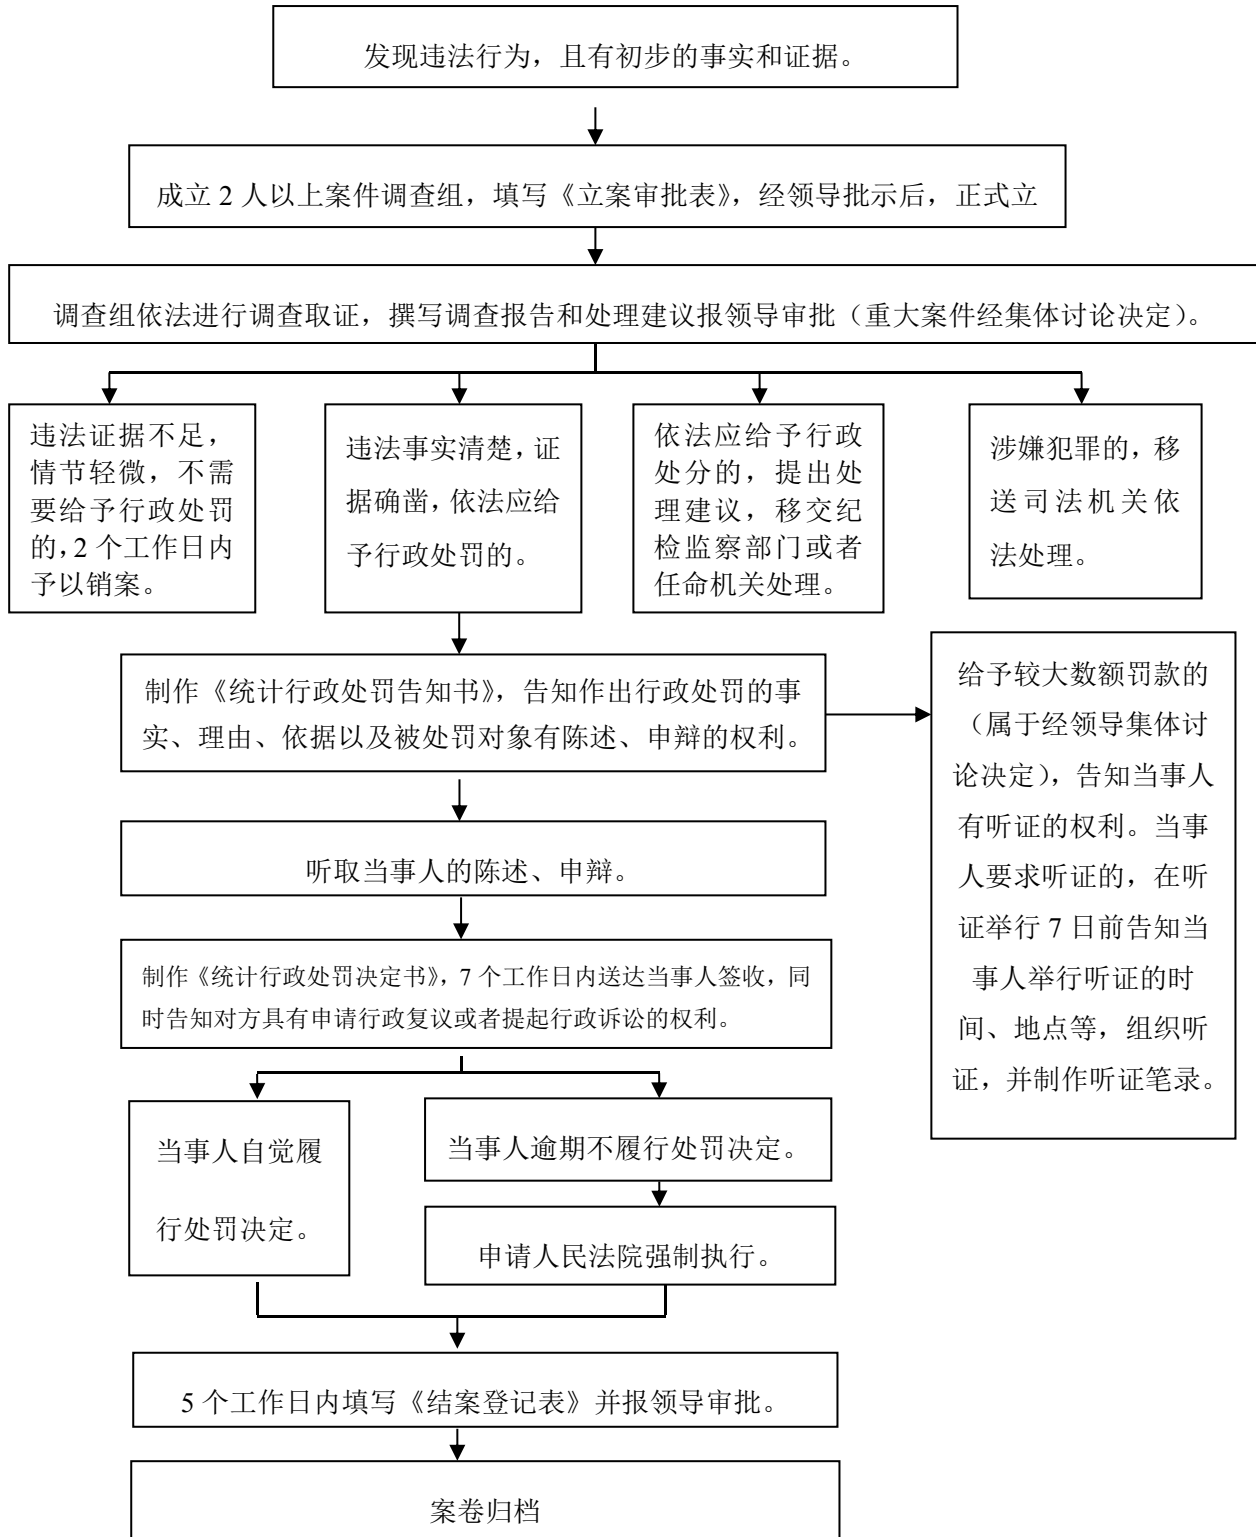 发现违法行为，且有初步的事实和证据。
成立 2 人以上案件调查组，填写《立案审批表》，经领导批示后，正式立
调查组依法进行调查取证，撰写调查报告和处理建议报领导审批（重大案件经集体讨论决定）。
违法证据不足，
情节轻微，不需
要给予行政处罚
的，2 个工作日内
予以销案。
违法事实清楚，证
据确凿，依法应给
予行政处罚的。
依法应给予行政
处分的，提出处
理建议，移交纪
检监察部门或者
任命机关处理。
涉嫌犯罪的，移
送司法机关依
法处理。
制作《统计行政处罚告知书》，告知作出行政处罚的事
实、理由、依据以及被处罚对象有陈述、申辩的权利。
给予较大数额罚款的
（属于经领导集体讨
论决定），告知当事人
有听证的权利。当事
人要求听证的，在听
证举行 7 日前告知当
事人举行听证的时
间、地点等，组织听
证，并制作听证笔录。
听取当事人的陈述、申辩。
制作《统计行政处罚决定书》，7 个工作日内送达当事人签收，同
时告知对方具有申请行政复议或者提起行政诉讼的权利。
当事人自觉履
行处罚决定。
当事人逾期不履行处罚决定。
申请人民法院强制执行。
5 个工作日内填写《结案登记表》并报领导审批。
案卷归档